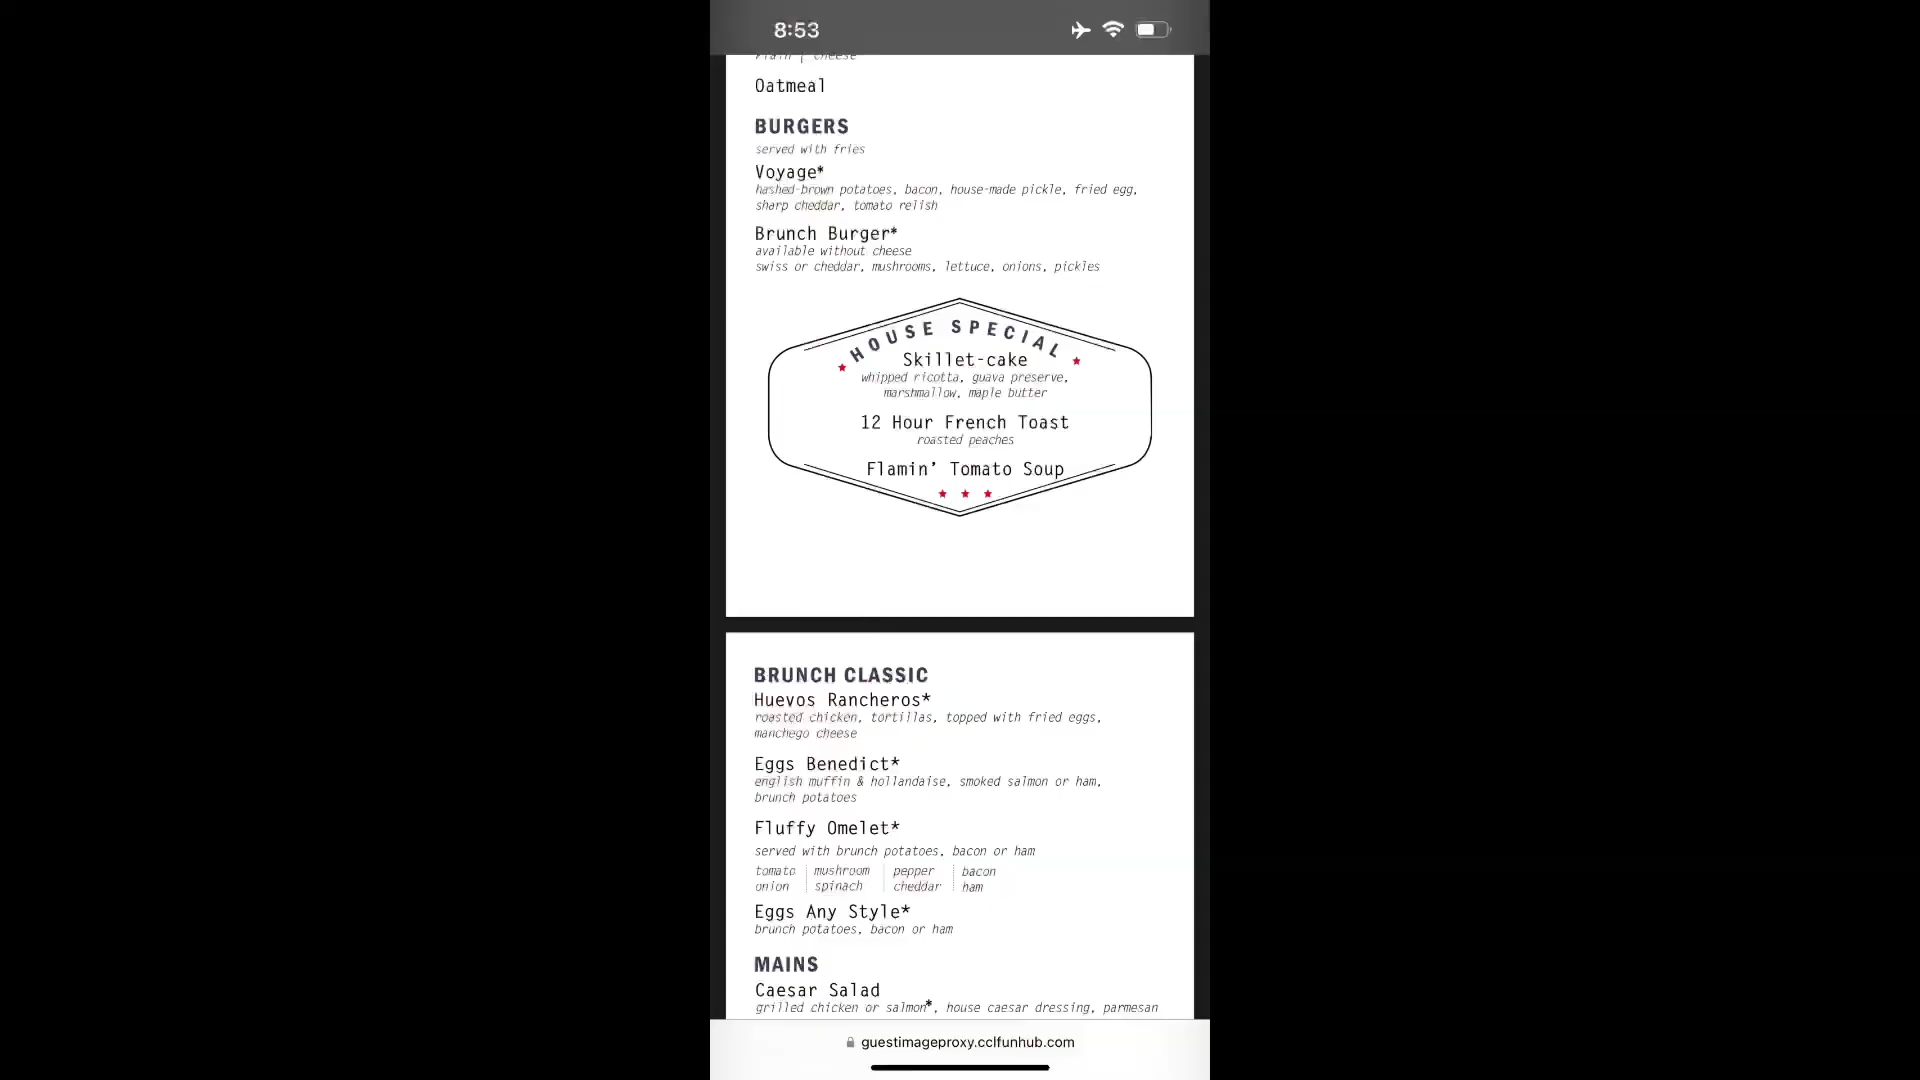 8:53
Plain | cheese
Oatmeal
BURGERS
served with fries
Voyage*
hashed-brown potatoes, bacon, house-made pickle, fried egg,
sharp cheddar, tomato relish
Brunch Burger*
available without cheese
swiss or cheddar, mushrooms, lettuce, onions, pickles
HOUSE SPECIAL
Skillet-cake
whipped ricotta, guava preserve,
marshmallow, maple butter
12 Hour French Toast
roasted peaches
Flamin' Tomato Soup
BRUNCH CLASSIC
Huevos Rancheros*
roasted chicken, tortillas, topped with fried eggs,
manchego cheese
Eggs Benedict*
english muffin & hollandaise, smoked salmon or ham,
brunch potatoes
Fluffy Omelet*
served with brunch potatoes, bacon or ham
tomato | mushroom | pepper | bacon
onion | spinach | cheddar | ham
Eggs Any Style*
brunch potatoes, bacon or ham
MAINS
Caesar Salad
grilled chicken or salmon*, house caesar dressing, parmesan
guestimageproxy.cclfunhub.com